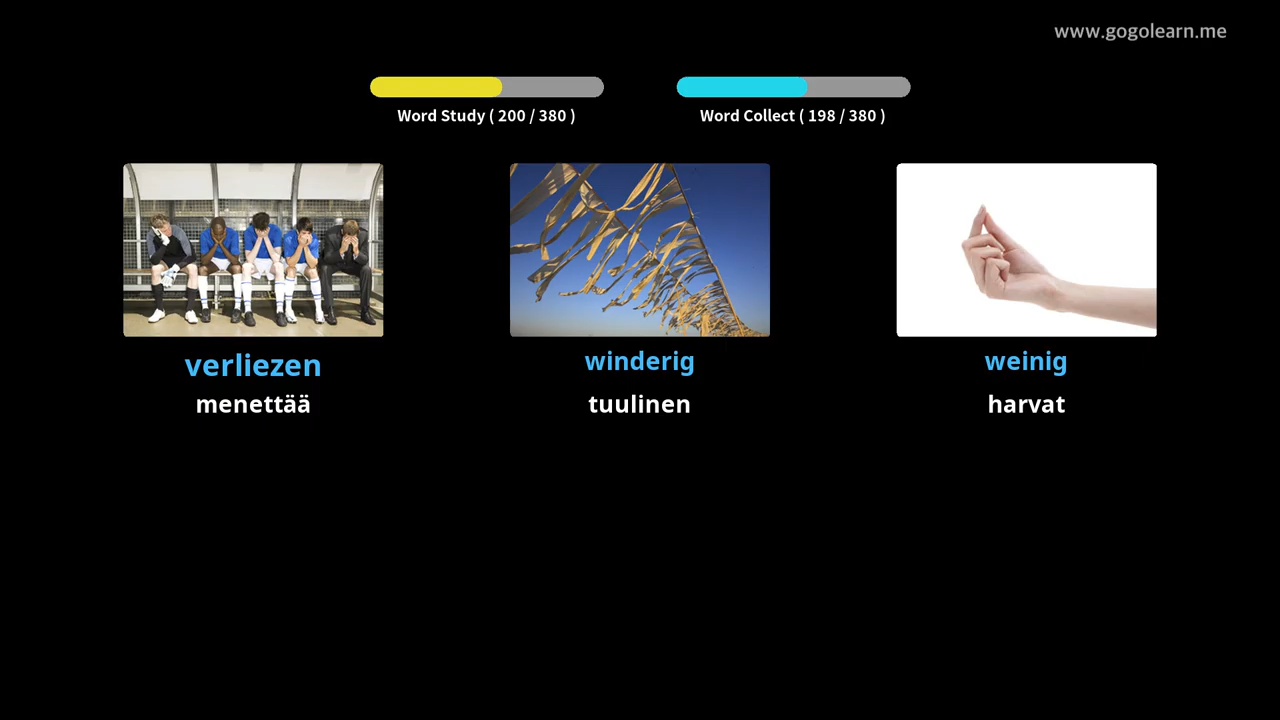 www.gogolearn.me
Word Study ( 200 / 380 )
Word Collect ( 198 / 380 )
verliezen
menettää
winderig
tuulinen
weinig
harvat